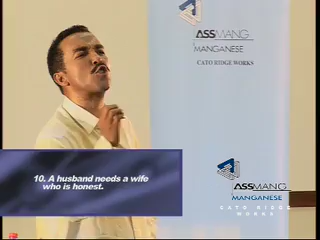 ASSMANG
MANGANESE
CATO RIDGE WORKS
10. A husband needs a wife
who is honest.
ASSMANG
MANGANESE
CATO RIDGE
WORKS